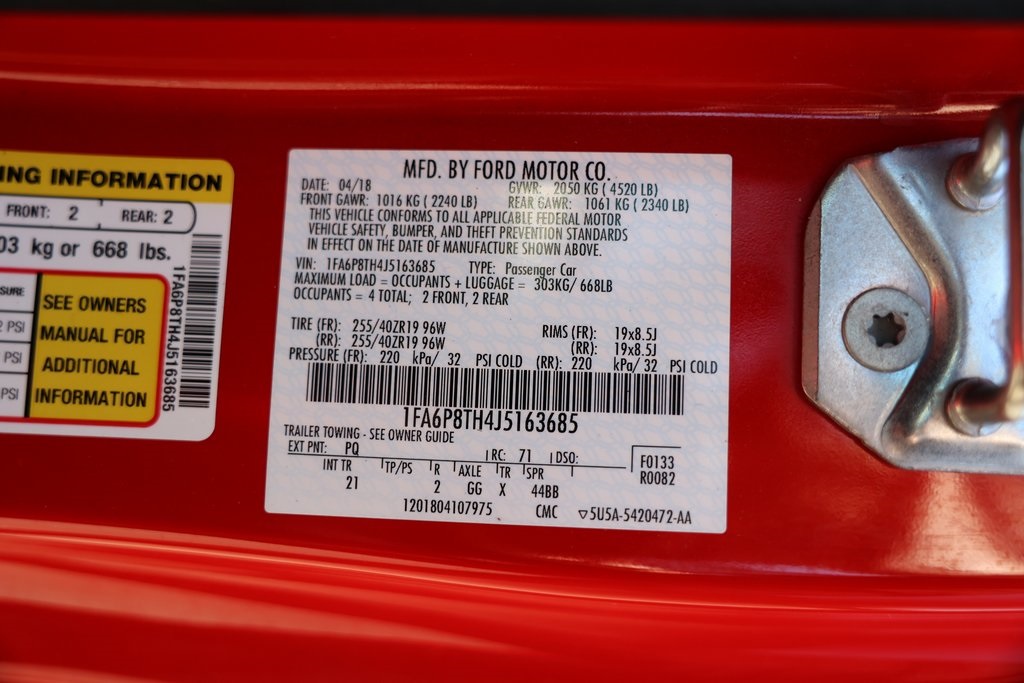 NG INFORMATION
FRONT: 2 REAR: 2
03 kg or 668 lbs.
SURE
2 PSI
PSI
PSI
SEE OWNERS
MANUAL FOR
ADDITIONAL
INFORMATION
1FA6P8TH4J5163685
MFD. BY FORD MOTOR CO.
DATE: 04/18 GVWR: 2050 KG ( 4520 LB)
FRONT GAWR: 1016 KG ( 2240 LB) REAR GAWR: 1061 KG ( 2340 LB)
THIS VEHICLE CONFORMS TO ALL APPLICABLE FEDERAL MOTOR
VEHICLE SAFETY, BUMPER, AND THEFT PREVENTION STANDARDS
IN EFFECT ON THE DATE OF MANUFACTURE SHOWN ABOVE.
VIN: 1FA6P8TH4J5163685 TYPE: Passenger Car
MAXIMUM LOAD = OCCUPANTS + LUGGAGE = 303KG/ 668LB
OCCUPANTS = 4 TOTAL; 2 FRONT, 2 REAR
TIRE (FR): 255/40ZR19 96W RIMS (FR): 19x8.5J
(RR): 255/40ZR19 96W (RR): 19x8.5J
PRESSURE (FR): 220 kPa/ 32 PSI COLD (RR): 220 kPa/ 32 PSI COLD
1FA6P8TH4J5163685
TRAILER TOWING - SEE OWNER GUIDE
EXT PNT: PQ RC: 71 DSO: F0133
R0082
INT TR TP/PS R AXLE TR SPR
21 2 GG X 44BB
1201804107975 CMC ▽5U5A-5420472-AA